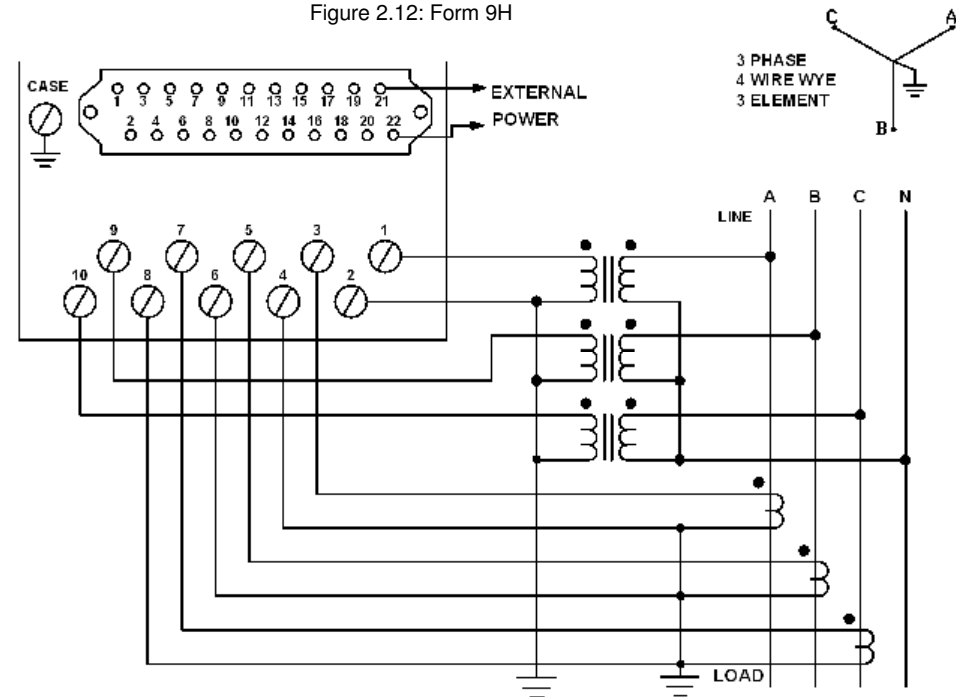 Figure 2.12: Form 9H
C A
3 PHASE
4 WIRE WYE
3 ELEMENT
B
CASE
1 3 5 7 9 11 13 15 17 19 21
EXTERNAL
2 4 6 8 10 12 14 16 18 20 22
POWER
A B C N
LINE
9 7 5 3 1
10 8 6 4 2
LOAD